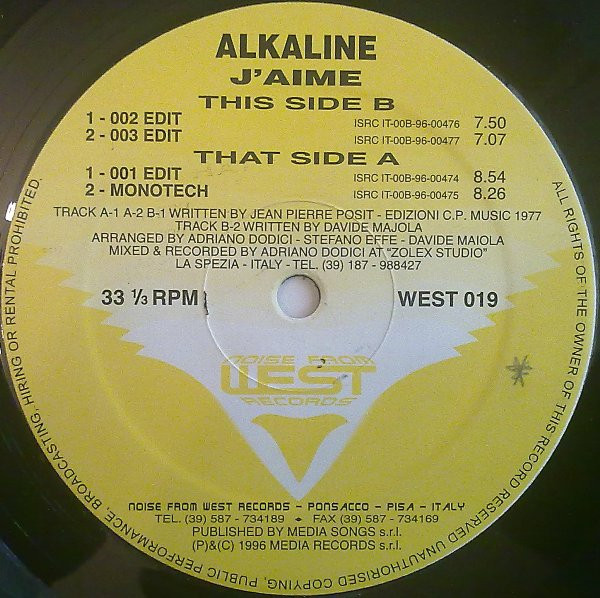 ALKALINE
J'AIME
THIS SIDE B
1 - 002 EDIT ISRC IT-00B-96-00476 7.50
2 - 003 EDIT ISRC IT-00B-96-00477 7.07
THAT SIDE A
1 - 001 EDIT ISRC IT-00B-96-00474 8.54
2 - MONOTECH ISRC IT-00B-96-00475 8.26
TRACK A-1 A-2 B-1 WRITTEN BY JEAN PIERRE POSIT - EDIZIONI C.P. MUSIC 1977
TRACK B-2 WRITTEN BY DAVIDE MAJOLA
ARRANGED BY ADRIANO DODICI - STEFANO EFFE - DAVIDE MAIOLA
MIXED & RECORDED BY ADRIANO DODICI AT "ZOLEX STUDIO"
LA SPEZIA - ITALY - TEL. (39) 187 - 988427
33 ⅓ RPM WEST 019
NOISE FROM
WEST
RECORDS
NOISE FROM WEST RECORDS - PONSACCO - PISA - ITALY
TEL. (39) 587 - 734189 ✦ FAX (39) 587 - 734169
PUBLISHED BY MEDIA SONGS s.r.l.
(P)&(C) 1996 MEDIA RECORDS s.r.l.
ALL RIGHTS OF THE OWNER OF THIS RECORD RESERVED UNAUTHORISED COPYING, PUBLIC PERFORMANCE, BROADCASTING, HIRING OR RENTAL PROHIBITED.